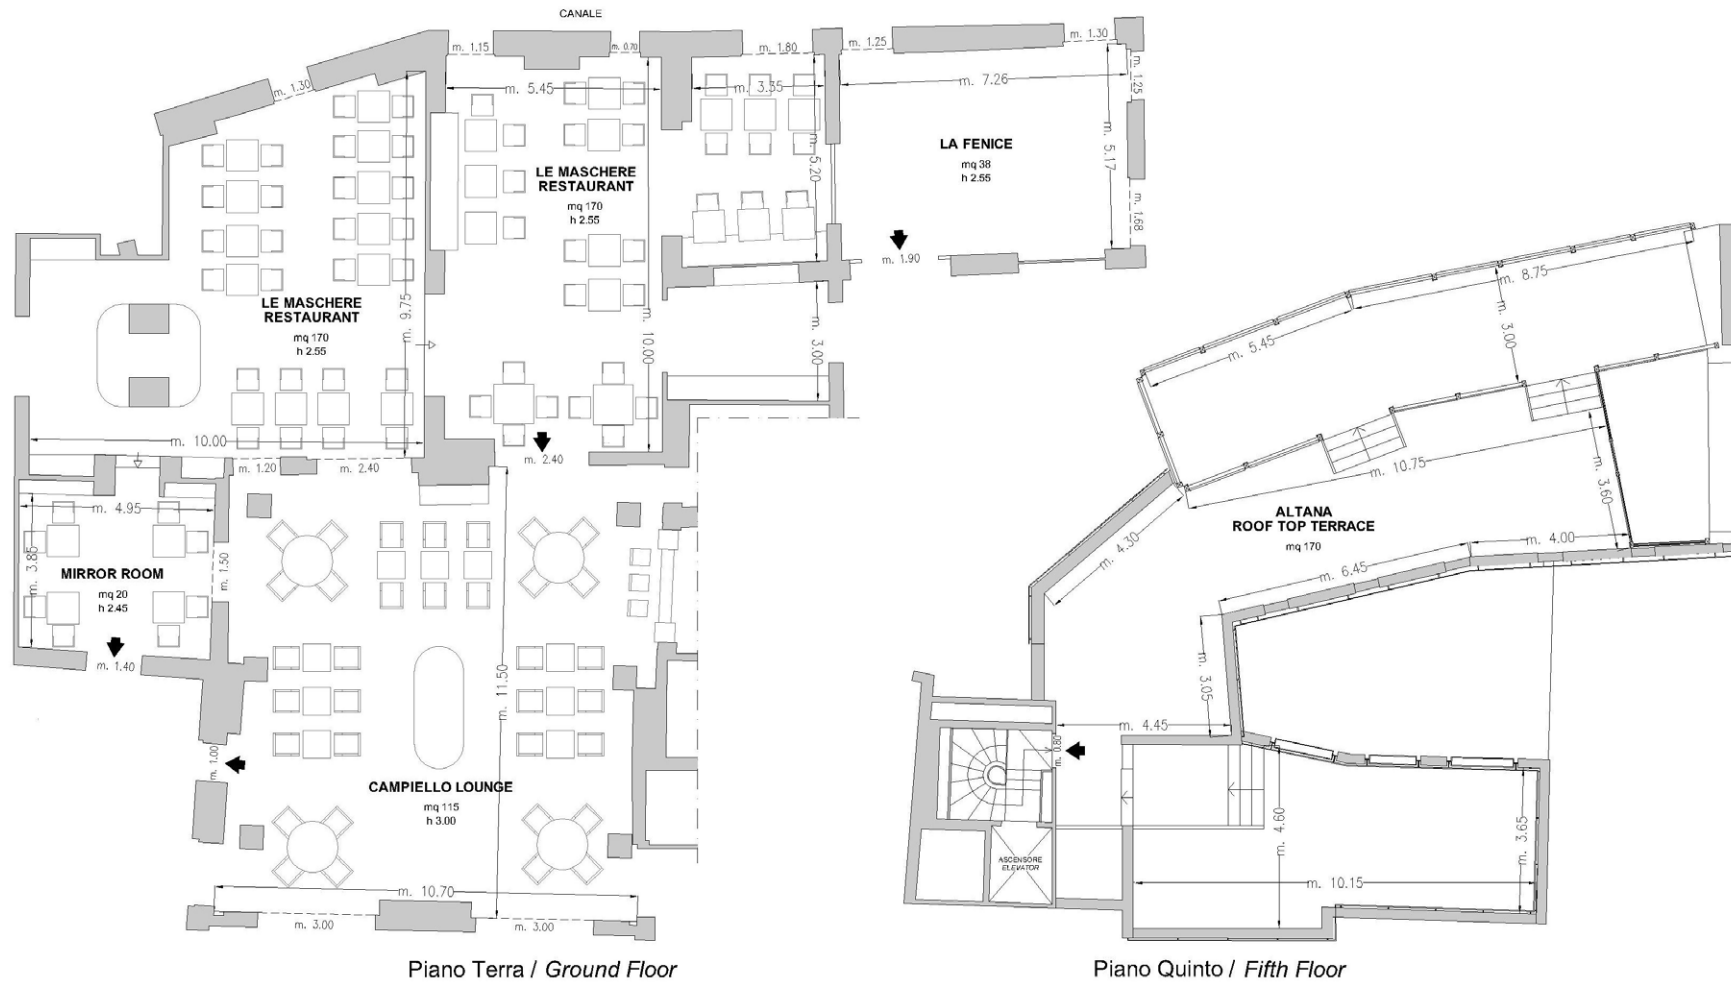 CANALE
m. 1.15
m. 0.70
m. 1.80
m. 1.25
m. 1.30
m. 1.30
m. 5.45
m. 3.35
m. 7.26
m. 1.25
m. 5.20
m. 5.17
LA FENICE
mq 38
h 2.55
LE MASCHERE
RESTAURANT
mq 170
h 2.55
m. 1.68
m. 1.90
LE MASCHERE
RESTAURANT
mq 170
h 2.55
m. 9.75
m. 10.00
m. 3.00
m. 10.00
m. 1.20
m. 2.40
m. 2.40
m. 4.95
m. 3.85
m. 1.50
MIRROR ROOM
mq 20
h 2.45
m. 1.40
m. 11.50
m. 1.00
CAMPIELLO LOUNGE
mq 115
h 3.00
m. 10.70
m. 3.00
m. 3.00
Piano Terra / Ground Floor
m. 8.75
m. 5.45
m. 3.00
m. 10.75
m. 3.60
ALTANA
ROOF TOP TERRACE
mq 170
m. 4.30
m. 4.00
m. 6.45
m. 3.05
m. 4.45
m. 0.80
m. 4.60
m. 3.65
ASCENSORE
ELEVATOR
m. 10.15
Piano Quinto / Fifth Floor